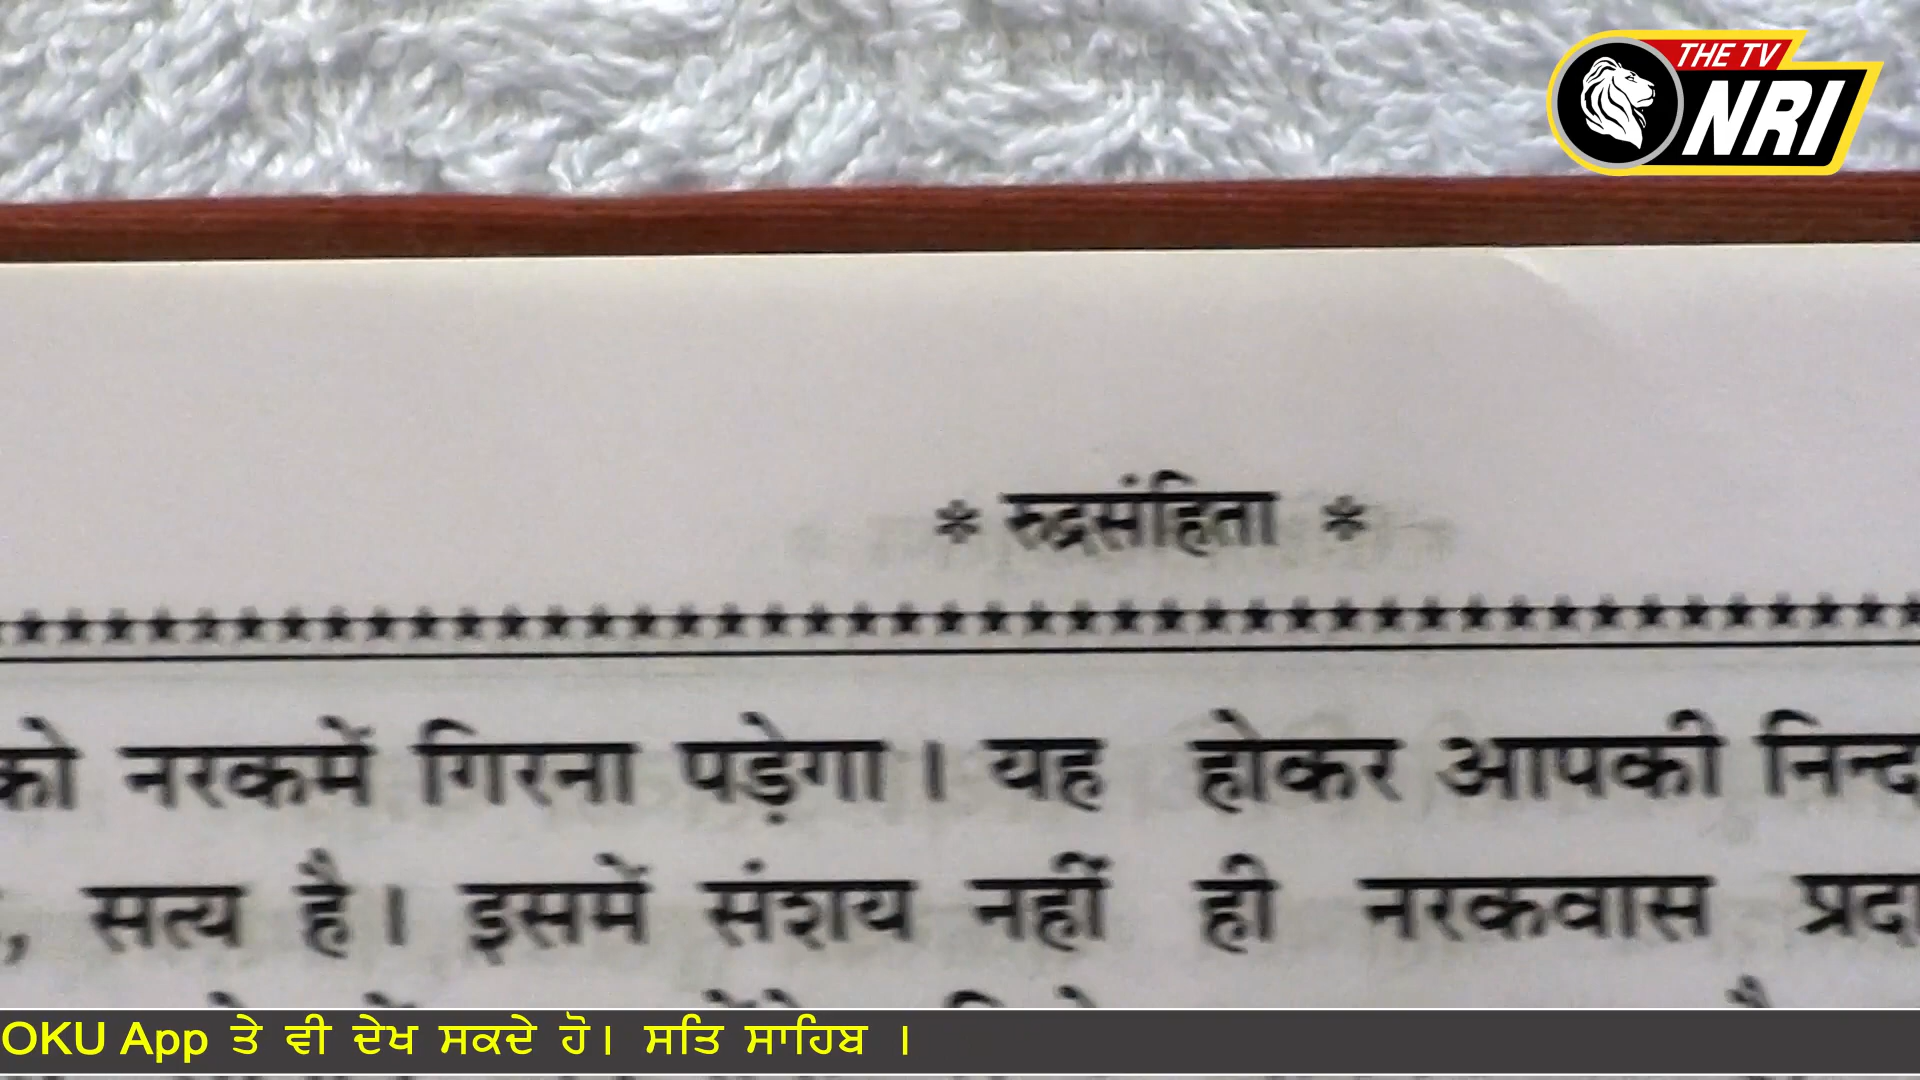 THE TV
NRI
* रुद्रसंहिता *
को नरकमें गिरना पड़ेगा। यह होकर आपकी
सत्य है। इसमें संशय नहीं ही नरकवास
OKU App ਤੇ ਵੀ ਦੇਖ ਸਕਦੇ ਹੋ। ਸਤਿ ਸਾਹਿਬ ।